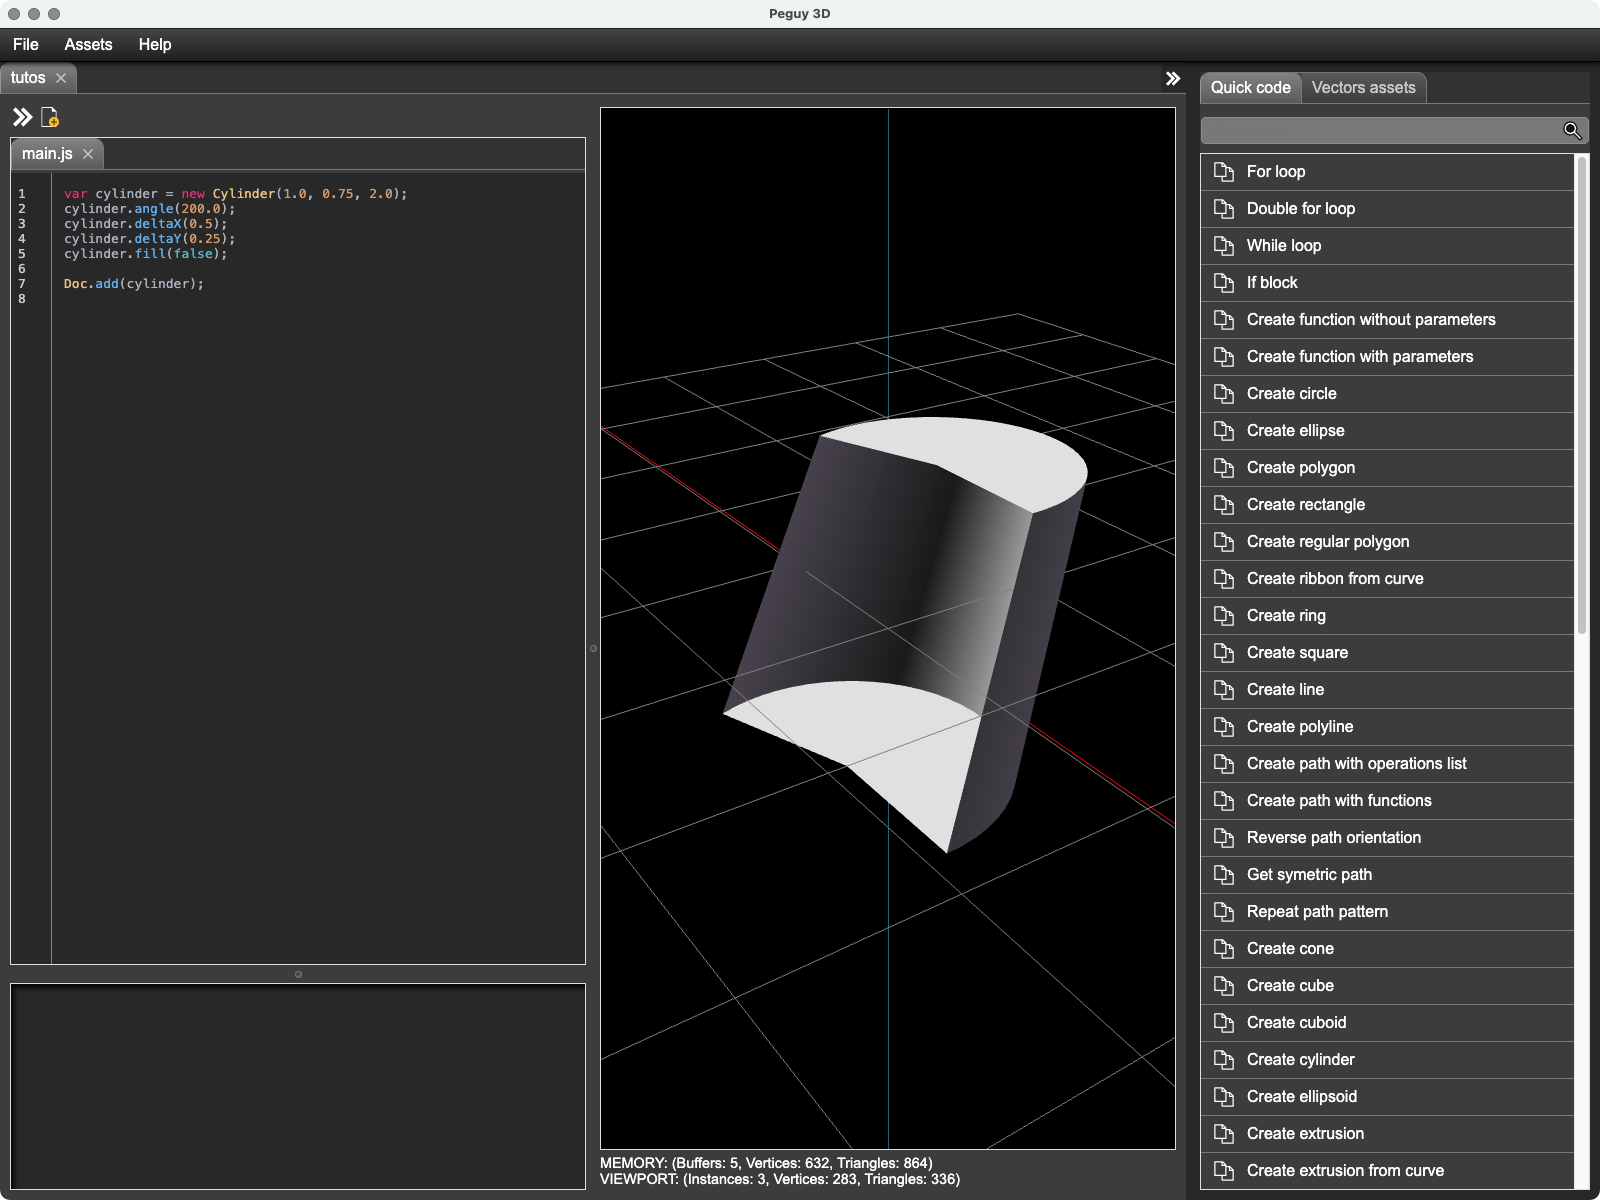 Peguy 3D
File Assets Help
tutos
main.js
1 var cylinder = new Cylinder(1.0, 0.75, 2.0);
2 cylinder.angle(200.0);
3 cylinder.deltaX(0.5);
4 cylinder.deltaY(0.25);
5 cylinder.fill(false);
6
7 Doc.add(cylinder);
8
MEMORY: (Buffers: 5, Vertices: 632, Triangles: 864)
VIEWPORT: (Instances: 3, Vertices: 283, Triangles: 336)
Quick code Vectors assets
For loop
Double for loop
While loop
If block
Create function without parameters
Create function with parameters
Create circle
Create ellipse
Create polygon
Create rectangle
Create regular polygon
Create ribbon from curve
Create ring
Create square
Create line
Create polyline
Create path with operations list
Create path with functions
Reverse path orientation
Get symetric path
Repeat path pattern
Create cone
Create cube
Create cuboid
Create cylinder
Create ellipsoid
Create extrusion
Create extrusion from curve